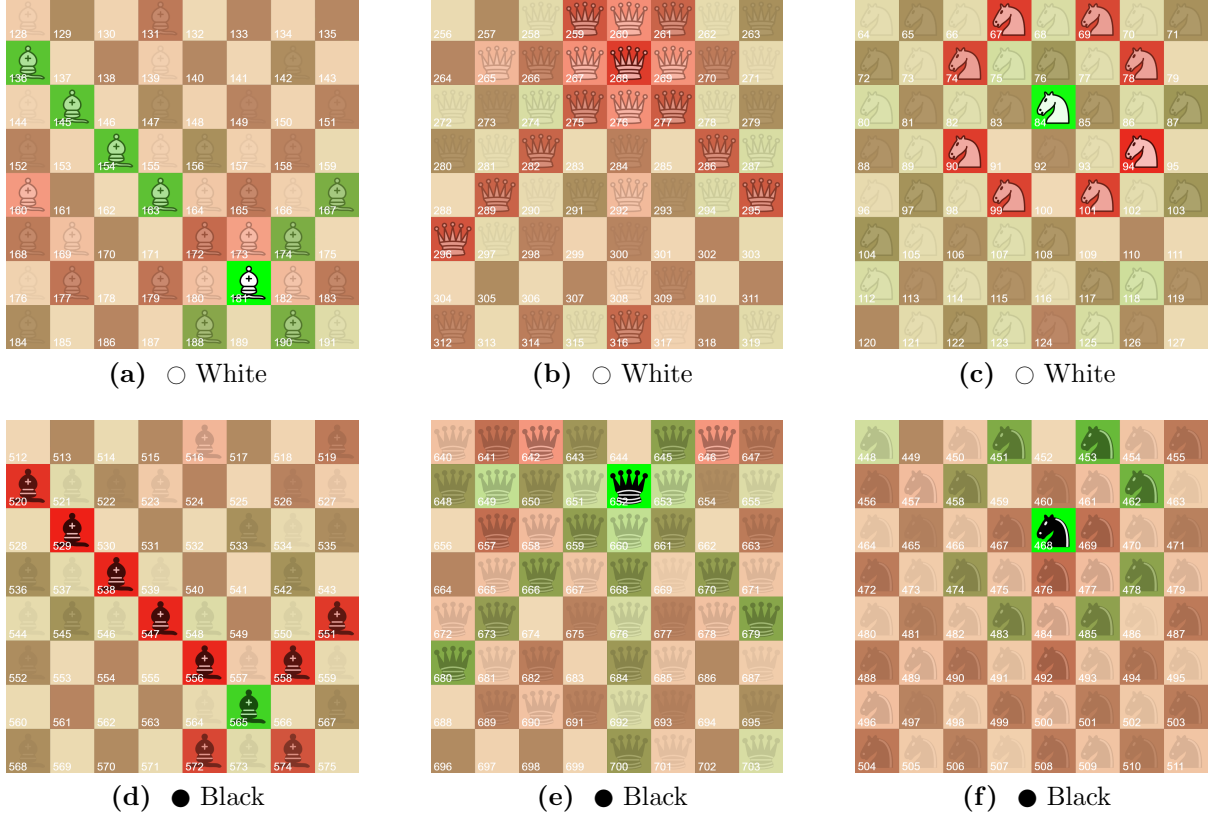 128 129 130 131 132 133 134 135
136 137 138 139 140 141 142 143
144 145 146 147 148 149 150 151
152 153 154 155 156 157 158 159
160 161 162 163 164 165 166 167
168 169 170 171 172 173 174 175
176 177 178 179 180 181 182 183
184 185 186 187 188 189 190 191
(a) ○ White
256 257 258 259 260 261 262 263
264 265 266 267 268 269 270 271
272 273 274 275 276 277 278 279
280 281 282 283 284 285 286 287
288 289 290 291 292 293 294 295
296 297 298 299 300 301 302 303
304 305 306 307 308 309 310 311
312 313 314 315 316 317 318 319
(b) ○ White
64 65 66 67 68 69 70 71
72 73 74 75 76 77 78 79
80 81 82 83 84 85 86 87
88 89 90 91 92 93 94 95
96 97 98 99 100 101 102 103
104 105 106 107 108 109 110 111
112 113 114 115 116 117 118 119
120 121 122 123 124 125 126 127
(c) ○ White
512 513 514 515 516 517 518 519
520 521 522 523 524 525 526 527
528 529 530 531 532 533 534 535
536 537 538 539 540 541 542 543
544 545 546 547 548 549 550 551
552 553 554 555 556 557 558 559
560 561 562 563 564 565 566 567
568 569 570 571 572 573 574 575
(d) ● Black
640 641 642 643 644 645 646 647
648 649 650 651 652 653 654 655
656 657 658 659 660 661 662 663
664 665 666 667 668 669 670 671
672 673 674 675 676 677 678 679
680 681 682 683 684 685 686 687
688 689 690 691 692 693 694 695
696 697 698 699 700 701 702 703
(e) ● Black
448 449 450 451 452 453 454 455
456 457 458 459 460 461 462 463
464 465 466 467 468 469 470 471
472 473 474 475 476 477 478 479
480 481 482 483 484 485 486 487
488 489 490 491 492 493 494 495
496 497 498 499 500 501 502 503
504 505 506 507 508 509 510 511
(f) ● Black